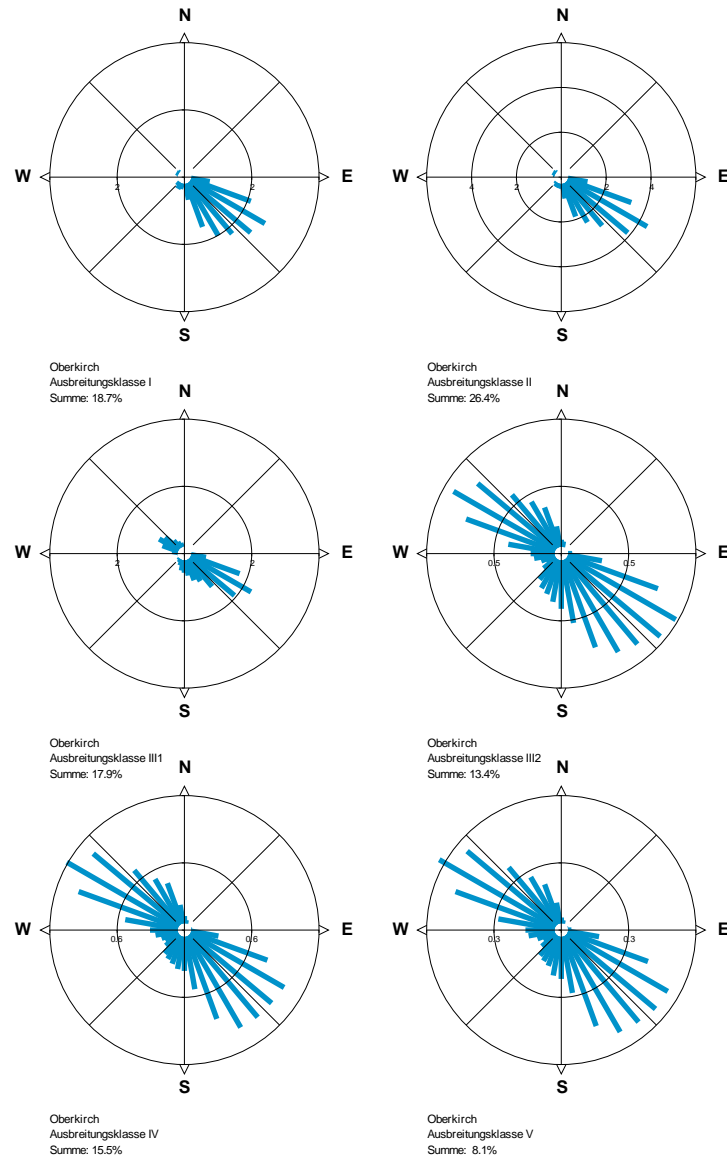 N
N
W
2
2
E
W
4
2
2
4
E
S
S
Oberkirch
Ausbreitungsklasse I
Summe: 18.7%
Oberkirch
Ausbreitungsklasse II
Summe: 26.4%
N
N
W
2
2
E
W
0.5
0.5
E
S
S
Oberkirch
Ausbreitungsklasse III1
Summe: 17.9%
Oberkirch
Ausbreitungsklasse III2
Summe: 13.4%
N
N
W
0.6
0.6
E
W
0.3
0.3
E
S
S
Oberkirch
Ausbreitungsklasse IV
Summe: 15.5%
Oberkirch
Ausbreitungsklasse V
Summe: 8.1%